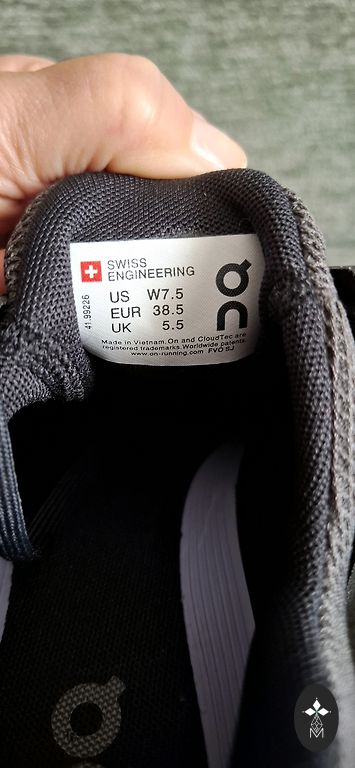 SWISS
ENGINEERING
US W7.5
EUR 38.5
UK 5.5
41.99226
Made in Vietnam. On and CloudTec are
registered trademarks. Worldwide patents.
www.on-running.com FVO SJ
On
M